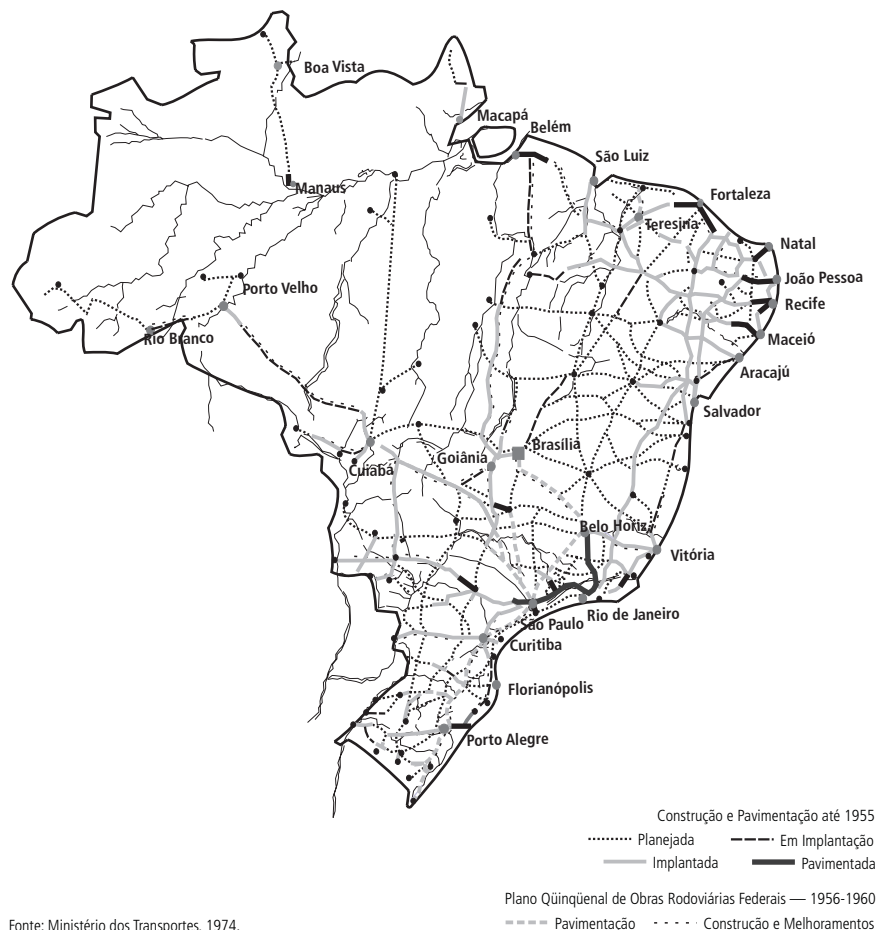 Boa Vista
Macapá
Belém
São Luiz
Manaus
Fortaleza
Teresina
Natal
João Pessoa
Porto Velho
Recife
Rio Branco
Maceió
Aracajú
Salvador
Brasília
Goiânia
Cuiabá
Belo Horiz.
Vitória
Rio de Janeiro
São Paulo
Curitiba
Florianópolis
Porto Alegre
Construção e Pavimentação até 1955
Planejada Em Implantação
Implantada Pavimentada
Plano Qüinqüenal de Obras Rodoviárias Federais — 1956-1960
Pavimentação Construção e Melhoramentos
Fonte: Ministério dos Transportes, 1974.